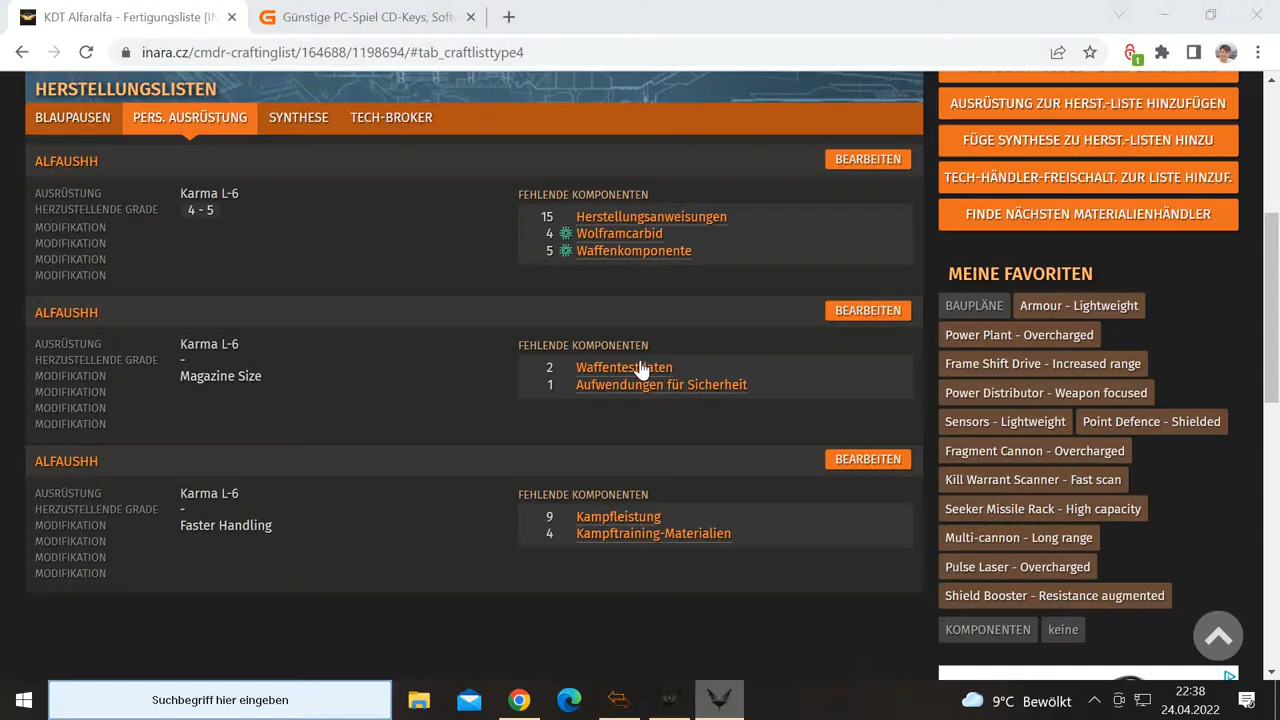 KDT Alfaralfa - Fertigungsliste [IN
Günstige PC-Spiel CD-Keys, Softw
inara.cz/cmdr-craftinglist/164688/1198694/#tab_craftlisttype4
1
HERSTELLUNGSLISTEN
BLAUPAUSEN PERS. AUSRÜSTUNG SYNTHESE TECH-BROKER
ALFAUSHH BEARBEITEN
AUSRÜSTUNG Karma L-6
HERZUSTELLENDE GRADE 4 - 5
MODIFIKATION
MODIFIKATION
MODIFIKATION
MODIFIKATION
FEHLENDE KOMPONENTEN
15 Herstellungsanweisungen
4 Wolframcarbid
5 Waffenkomponente
ALFAUSHH BEARBEITEN
AUSRÜSTUNG Karma L-6
HERZUSTELLENDE GRADE -
MODIFIKATION Magazine Size
MODIFIKATION
MODIFIKATION
MODIFIKATION
FEHLENDE KOMPONENTEN
2 Waffentestdaten
1 Aufwendungen für Sicherheit
ALFAUSHH BEARBEITEN
AUSRÜSTUNG Karma L-6
HERZUSTELLENDE GRADE -
MODIFIKATION Faster Handling
MODIFIKATION
MODIFIKATION
MODIFIKATION
FEHLENDE KOMPONENTEN
9 Kampfleistung
4 Kampftraining-Materialien
AUSRÜSTUNG ZUR HERST.-LISTE HINZUFÜGEN
FÜGE SYNTHESE ZU HERST.-LISTEN HINZU
TECH-HÄNDLER-FREISCHALT. ZUR LISTE HINZUF.
FINDE NÄCHSTEN MATERIALIENHÄNDLER
MEINE FAVORITEN
BAUPLÄNE Armour - Lightweight
Power Plant - Overcharged
Frame Shift Drive - Increased range
Power Distributor - Weapon focused
Sensors - Lightweight Point Defence - Shielded
Fragment Cannon - Overcharged
Kill Warrant Scanner - Fast scan
Seeker Missile Rack - High capacity
Multi-cannon - Long range
Pulse Laser - Overcharged
Shield Booster - Resistance augmented
KOMPONENTEN keine
Suchbegriff hier eingeben
9°C Bewölkt
22:38
24.04.2022